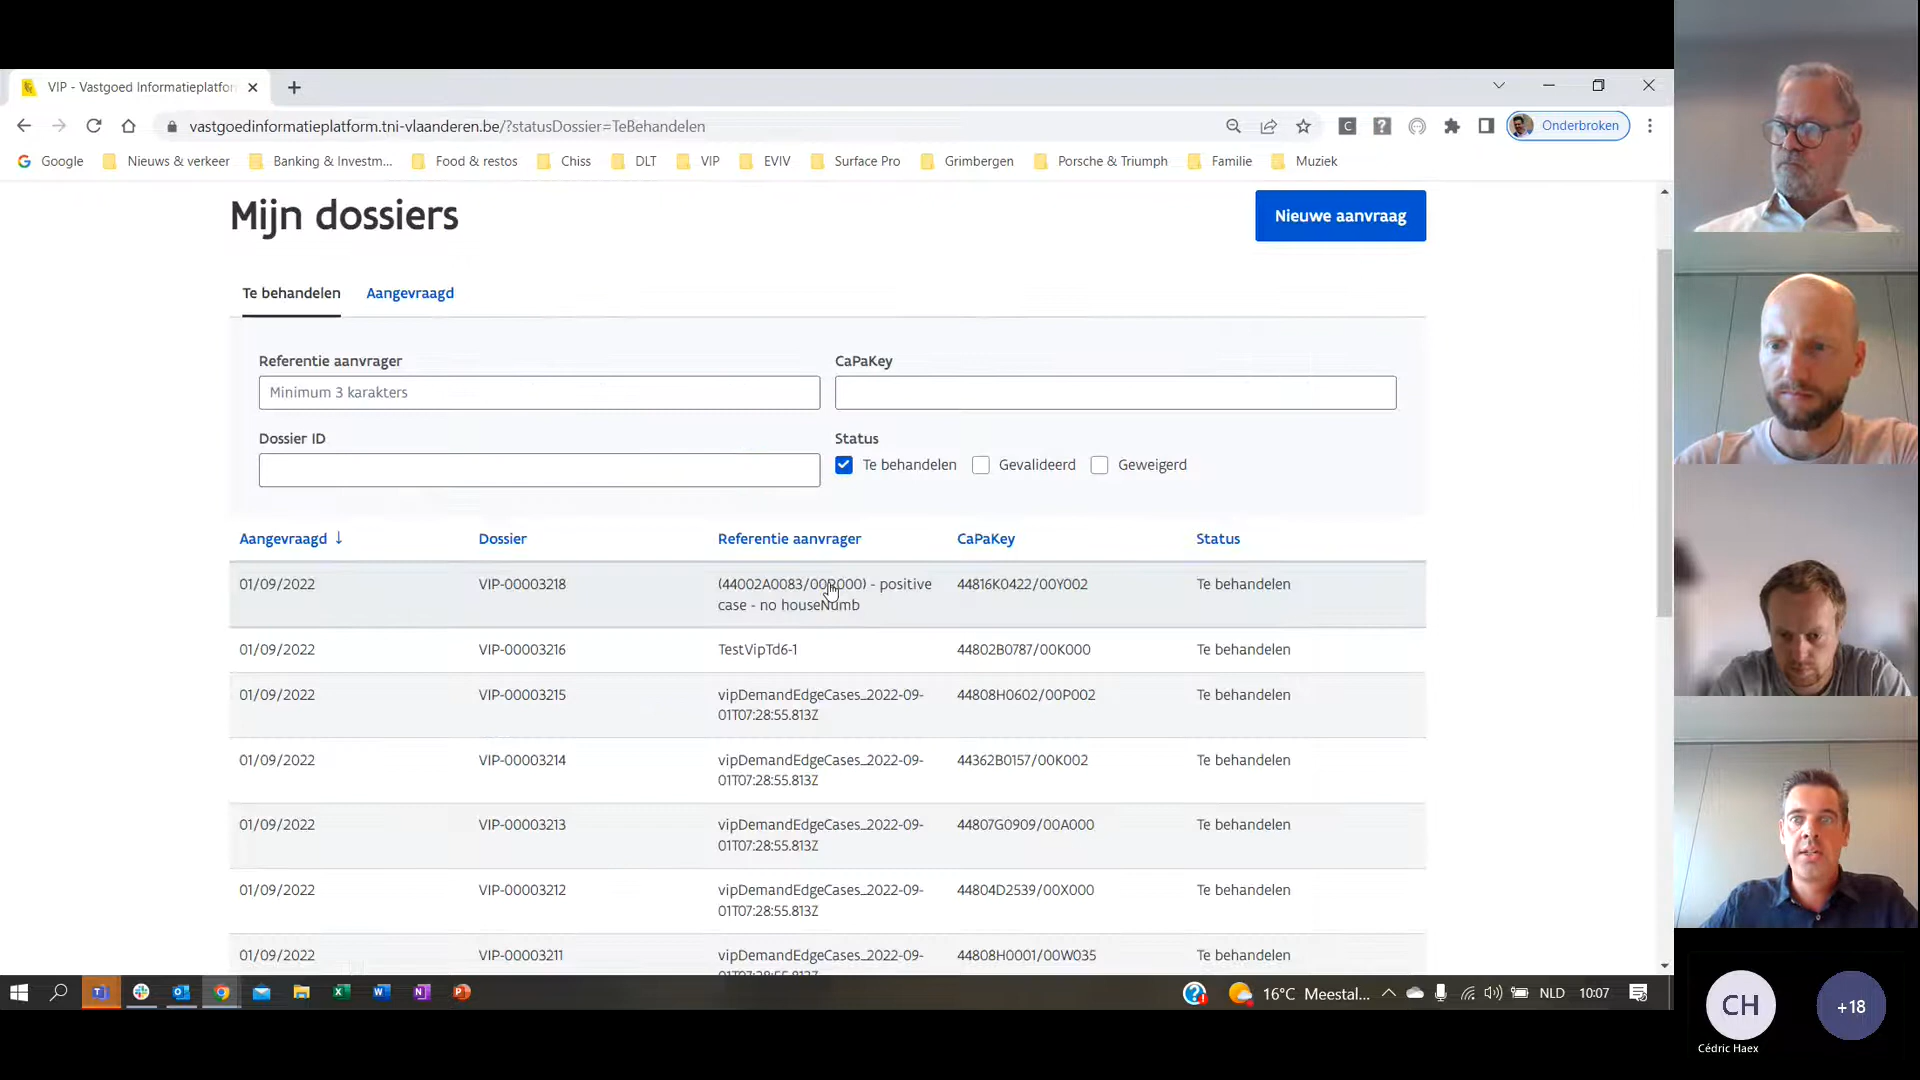 VIP - Vastgoed Informatieplatfor
vastgoedinformatieplatform.tni-vlaanderen.be/?statusDossier=TeBehandelen
Onderbroken
Google
Nieuws & verkeer
Banking & Investm...
Food & restos
Chiss
DLT
VIP
EVIV
Surface Pro
Grimbergen
Porsche & Triumph
Familie
Muziek
Mijn dossiers
Nieuwe aanvraag
Te behandelen
Aangevraagd
Referentie aanvrager
CaPaKey
Minimum 3 karakters
Dossier ID
Status
Te behandelen
Gevalideerd
Geweigerd
Aangevraagd ↓ Dossier Referentie aanvrager CaPaKey Status
01/09/2022 VIP-00003218 (44002A0083/00R000) - positive 44816K0422/00Y002 Te behandelen
case - no houseNumb
01/09/2022 VIP-00003216 TestVipTd6-1 44802B0787/00K000 Te behandelen
01/09/2022 VIP-00003215 vipDemandEdgeCases_2022-09- 44808H0602/00P002 Te behandelen
01T07:28:55.813Z
01/09/2022 VIP-00003214 vipDemandEdgeCases_2022-09- 44362B0157/00K002 Te behandelen
01T07:28:55.813Z
01/09/2022 VIP-00003213 vipDemandEdgeCases_2022-09- 44807G0909/00A000 Te behandelen
01T07:28:55.813Z
01/09/2022 VIP-00003212 vipDemandEdgeCases_2022-09- 44804D2539/00X000 Te behandelen
01T07:28:55.813Z
01/09/2022 VIP-00003211 vipDemandEdgeCases_2022-09- 44808H0001/00W035 Te behandelen
01T07:28:55.813Z
16°C Meestal...
NLD
10:07
CH
+18
Cédric Haex